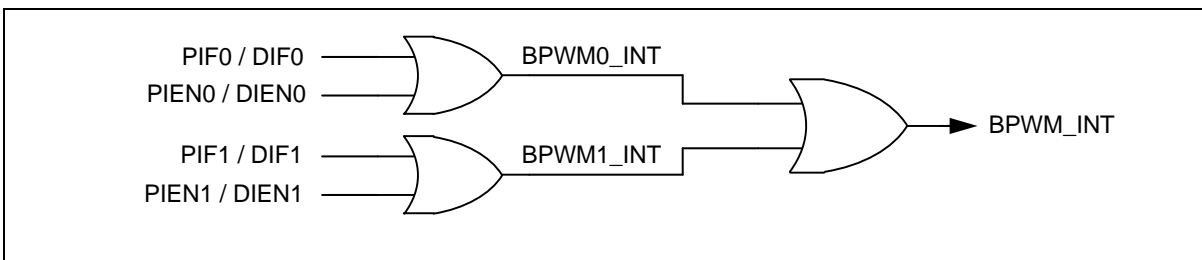 PIF0 / DIF0
BPWM0_INT
PIEN0 / DIEN0
BPWM_INT
PIF1 / DIF1
BPWM1_INT
PIEN1 / DIEN1